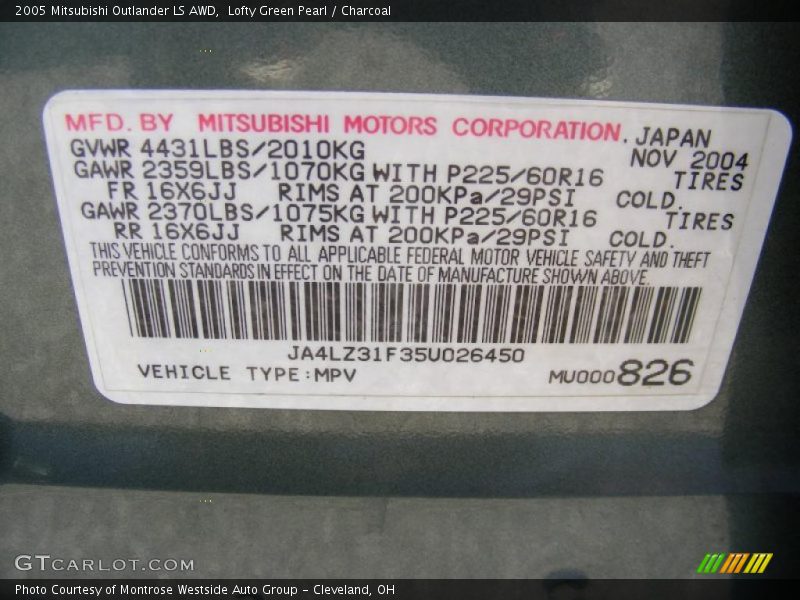 2005 Mitsubishi Outlander LS AWD,  Lofty Green Pearl / Charcoal
MFD. BY MITSUBISHI MOTORS CORPORATION. JAPAN
GVWR 4431LBS/2010KG NOV 2004
GAWR 2359LBS/1070KG WITH P225/60R16 TIRES
FR 16X6JJ RIMS AT 200KPa/29PSI COLD.
GAWR 2370LBS/1075KG WITH P225/60R16 TIRES
RR 16X6JJ RIMS AT 200KPa/29PSI COLD.
THIS VEHICLE CONFORMS TO ALL APPLICABLE FEDERAL MOTOR VEHICLE SAFETY AND THEFT
PREVENTION STANDARDS IN EFFECT ON THE DATE OF MANUFACTURE SHOWN ABOVE.
JA4LZ31F35U026450
VEHICLE TYPE:MPV MU000826
GTCARLOT.COM
Photo Courtesy of Montrose Westside Auto Group - Cleveland, OH